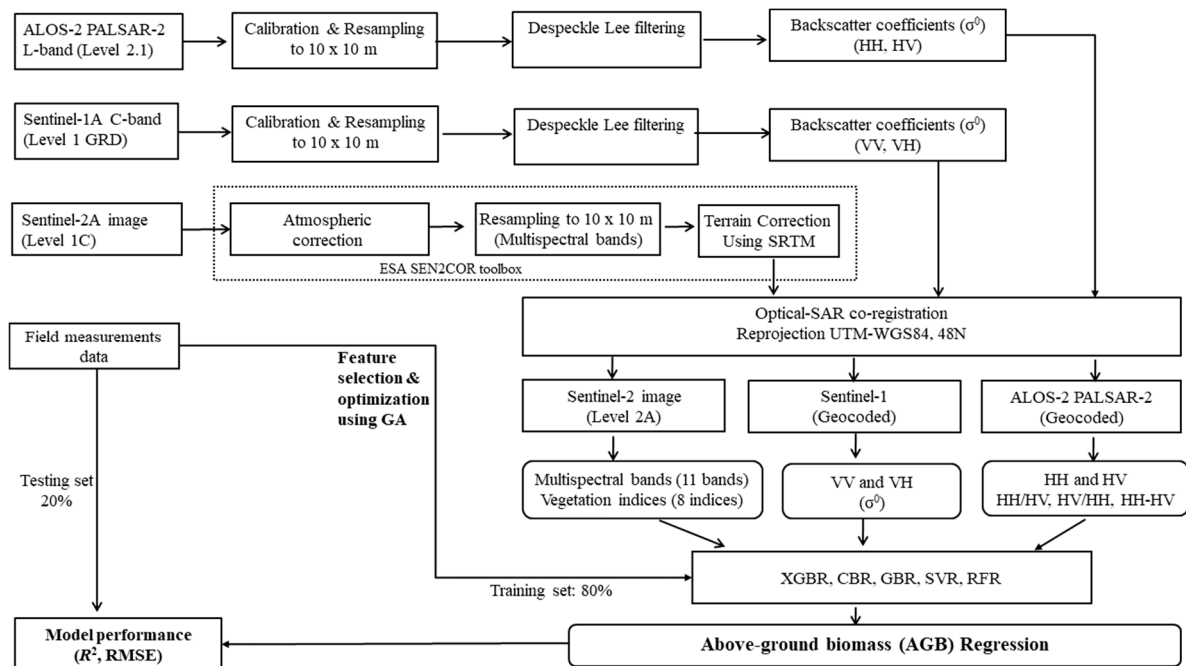 ALOS-2 PALSAR-2
L-band (Level 2.1)
Calibration & Resampling
to 10 x 10 m
Despeckle Lee filtering
Backscatter coefficients (σ⁰)
(HH, HV)
Sentinel-1A C-band
(Level 1 GRD)
Calibration & Resampling
to 10 x 10 m
Despeckle Lee filtering
Backscatter coefficients (σ⁰)
(VV, VH)
Sentinel-2A image
(Level 1C)
Atmospheric
correction
Resampling to 10 x 10 m
(Multispectral bands)
Terrain Correction
Using SRTM
ESA SEN2COR toolbox
Optical-SAR co-registration
Reprojection UTM-WGS84, 48N
Field measurements
data
Feature
selection &
optimization
using GA
Sentinel-2 image
(Level 2A)
Sentinel-1
(Geocoded)
ALOS-2 PALSAR-2
(Geocoded)
Testing set
20%
Multispectral bands (11 bands)
Vegetation indices (8 indices)
VV and VH
(σ⁰)
HH and HV
HH/HV, HV/HH, HH-HV
Training set: 80%
XGBR, CBR, GBR, SVR, RFR
Model performance
(R², RMSE)
Above-ground biomass (AGB) Regression